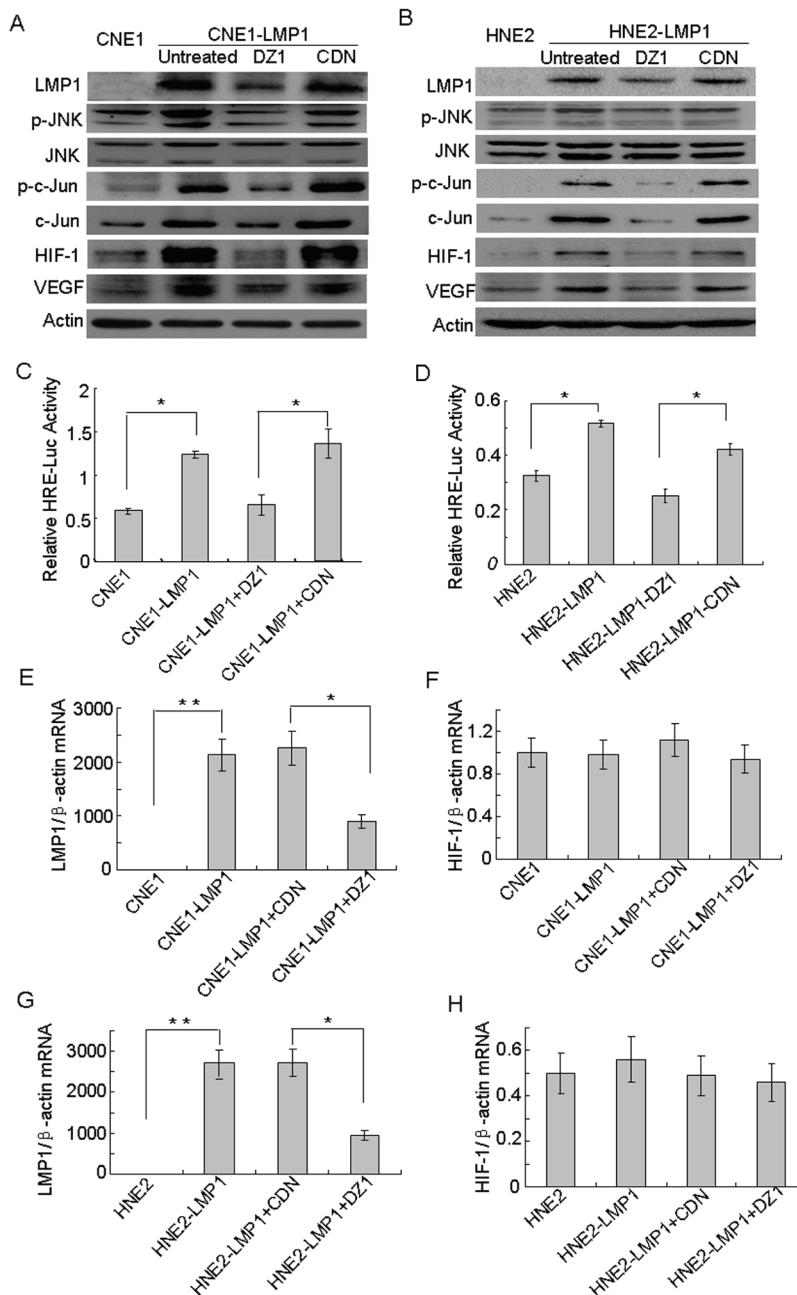 A
CNE1
CNE1-LMP1
Untreated DZ1 CDN
LMP1
p-JNK
JNK
p-c-Jun
c-Jun
HIF-1
VEGF
Actin
B
HNE2
HNE2-LMP1
Untreated DZ1 CDN
LMP1
p-JNK
JNK
p-c-Jun
c-Jun
HIF-1
VEGF
Actin
C
Relative HRE-Luc Activity
2
1.5
1
0.5
0
*
*
CNE1
CNE1-LMP1
CNE1-LMP1+DZ1
CNE1-LMP1+CDN
D
Relative HRE-Luc Activity
0.6
0.4
0.2
0
*
*
HNE2
HNE2-LMP1
HNE2-LMP1-DZ1
HNE2-LMP1-CDN
E
LMP1/β-actin mRNA
3000
2000
1000
0
**
*
CNE1
CNE1-LMP1
CNE1-LMP1+CDN
CNE1-LMP1+DZ1
F
HIF-1/β-actin mRNA
1.2
0.8
0.4
0
CNE1
CNE1-LMP1
CNE1-LMP1+CDN
CNE1-LMP1+DZ1
G
LMP1/β-actin mRNA
3000
2000
1000
0
**
*
HNE2
HNE2-LMP1
HNE2-LMP1+CDN
HNE2-LMP1+DZ1
H
HIF-1/β-actin mRNA
0.6
0.4
0.2
0
HNE2
HNE2-LMP1
HNE2-LMP1+CDN
HNE2-LMP1+DZ1